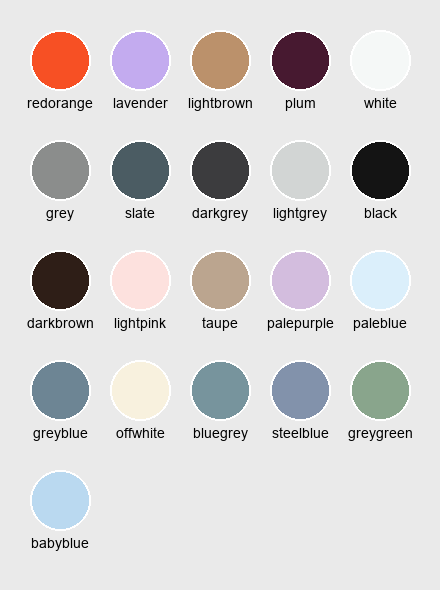 redorange lavender lightbrown plum white
grey slate darkgrey lightgrey black
darkbrown lightpink taupe palepurple paleblue
greyblue offwhite bluegrey steelblue greygreen
babyblue